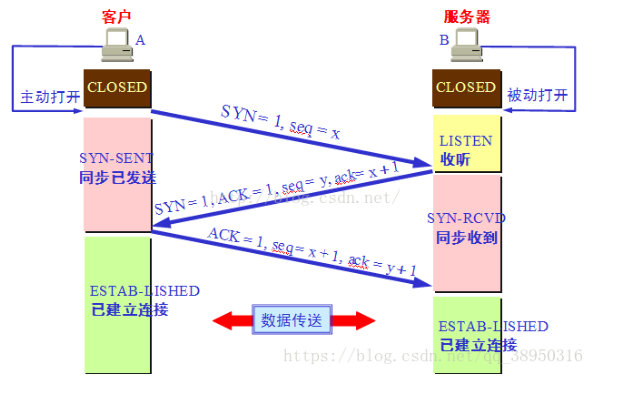 客户
服务器
A
B
CLOSED
CLOSED
主动打开
被动打开
SYN=1, seq=x
LISTEN
收听
SYN-SENT
同步已发送
SYN=1, ACK=1, seq=y, ack=x+1
http://blog.csdn.net/
SYN-RCVD
同步收到
ACK=1, seq=x+1, ack=y+1
ESTAB-LISHED
已建立连接
数据传送
ESTAB-LISHED
已建立连接
https://blog.csdn.net/qq_38950316